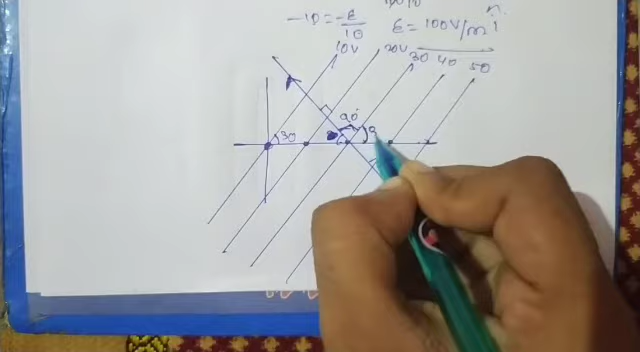 -10 = -E/10 E = 100V/m
10V 20V 30 40 50
90°
30